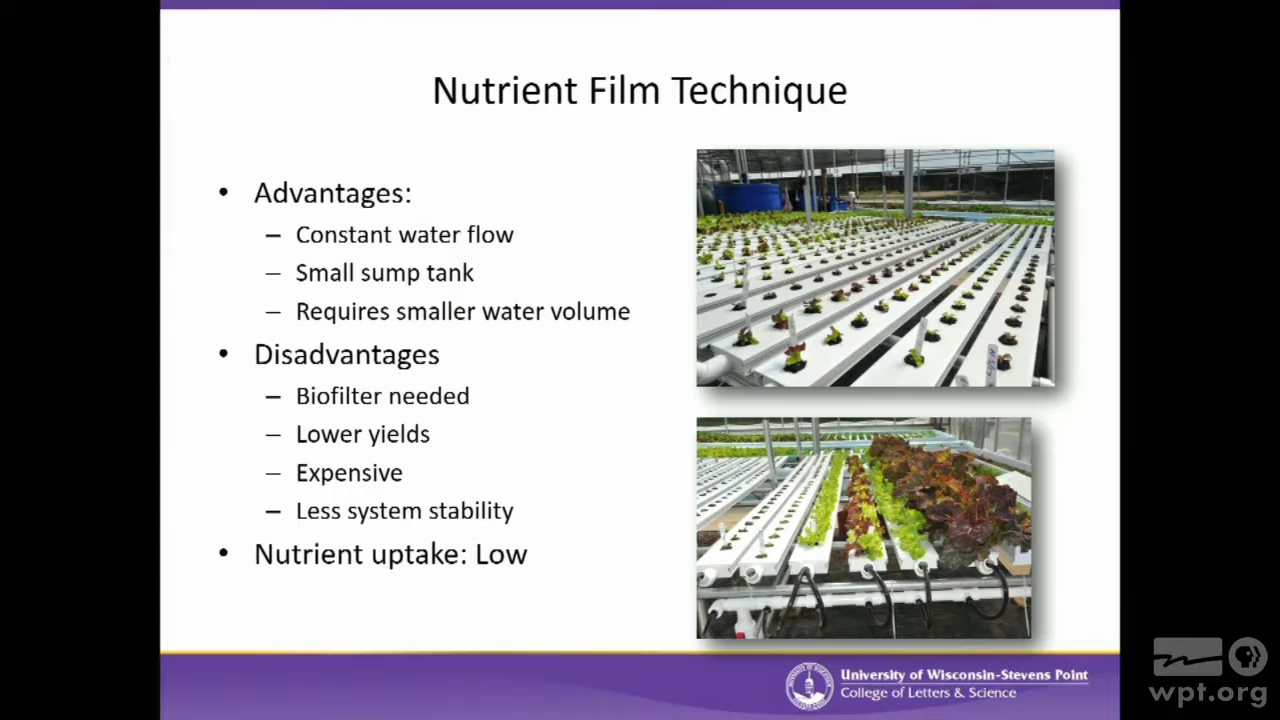 Nutrient Film Technique
• Advantages:
– Constant water flow
– Small sump tank
– Requires smaller water volume
• Disadvantages
– Biofilter needed
– Lower yields
– Expensive
– Less system stability
• Nutrient uptake: Low
University of Wisconsin-Stevens Point
College of Letters & Science
wpt.org